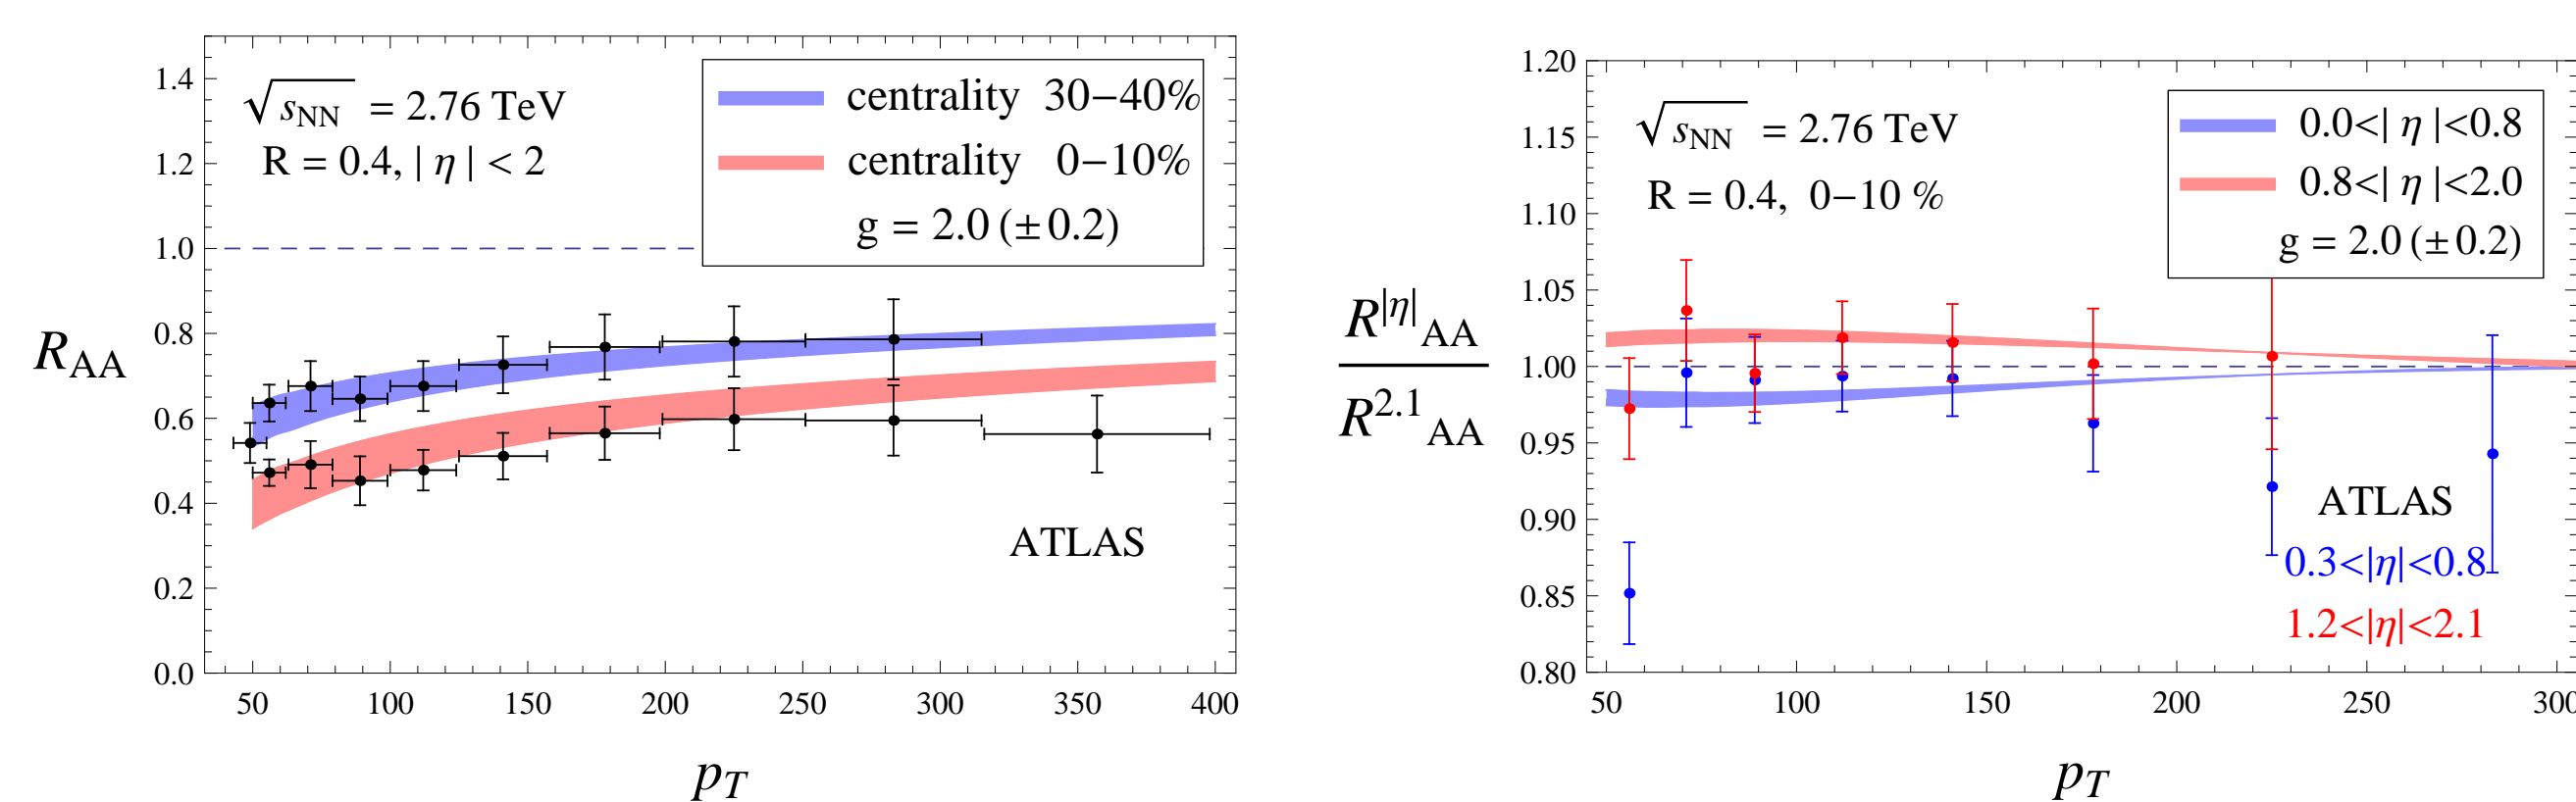 √sNN = 2.76 TeV
R = 0.4, | η | < 2
centrality 30−40%
centrality 0−10%
g = 2.0 (± 0.2)
RAA
ATLAS
1.4
1.2
1.0
0.8
0.6
0.4
0.2
0.0
50 100 150 200 250 300 350 400
pT
√sNN = 2.76 TeV
R = 0.4, 0−10 %
0.0<| η |<0.8
0.8<| η |<2.0
g = 2.0 (± 0.2)
R|η|AA
R2.1AA
ATLAS
0.3<|η|<0.8
1.2<|η|<2.1
1.20
1.15
1.10
1.05
1.00
0.95
0.90
0.85
0.80
50 100 150 200 250 300
pT